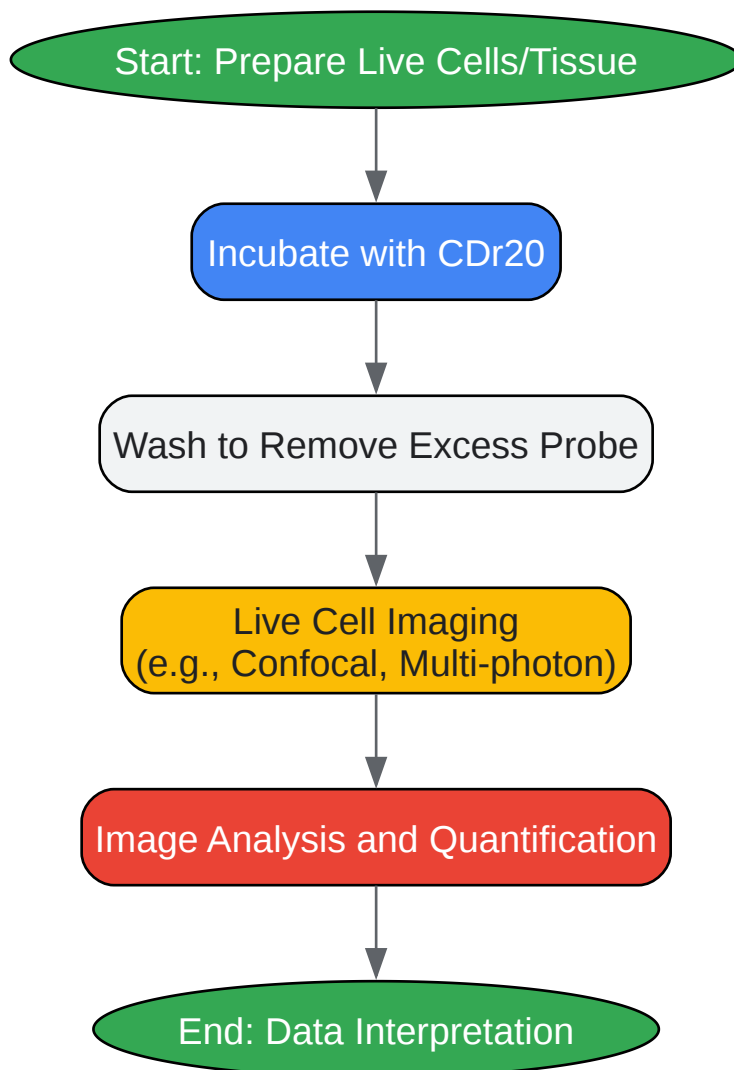 Start: Prepare Live Cells/Tissue
Incubate with CDr20
Wash to Remove Excess Probe
Live Cell Imaging
(e.g., Confocal, Multi-photon)
Image Analysis and Quantification
End: Data Interpretation